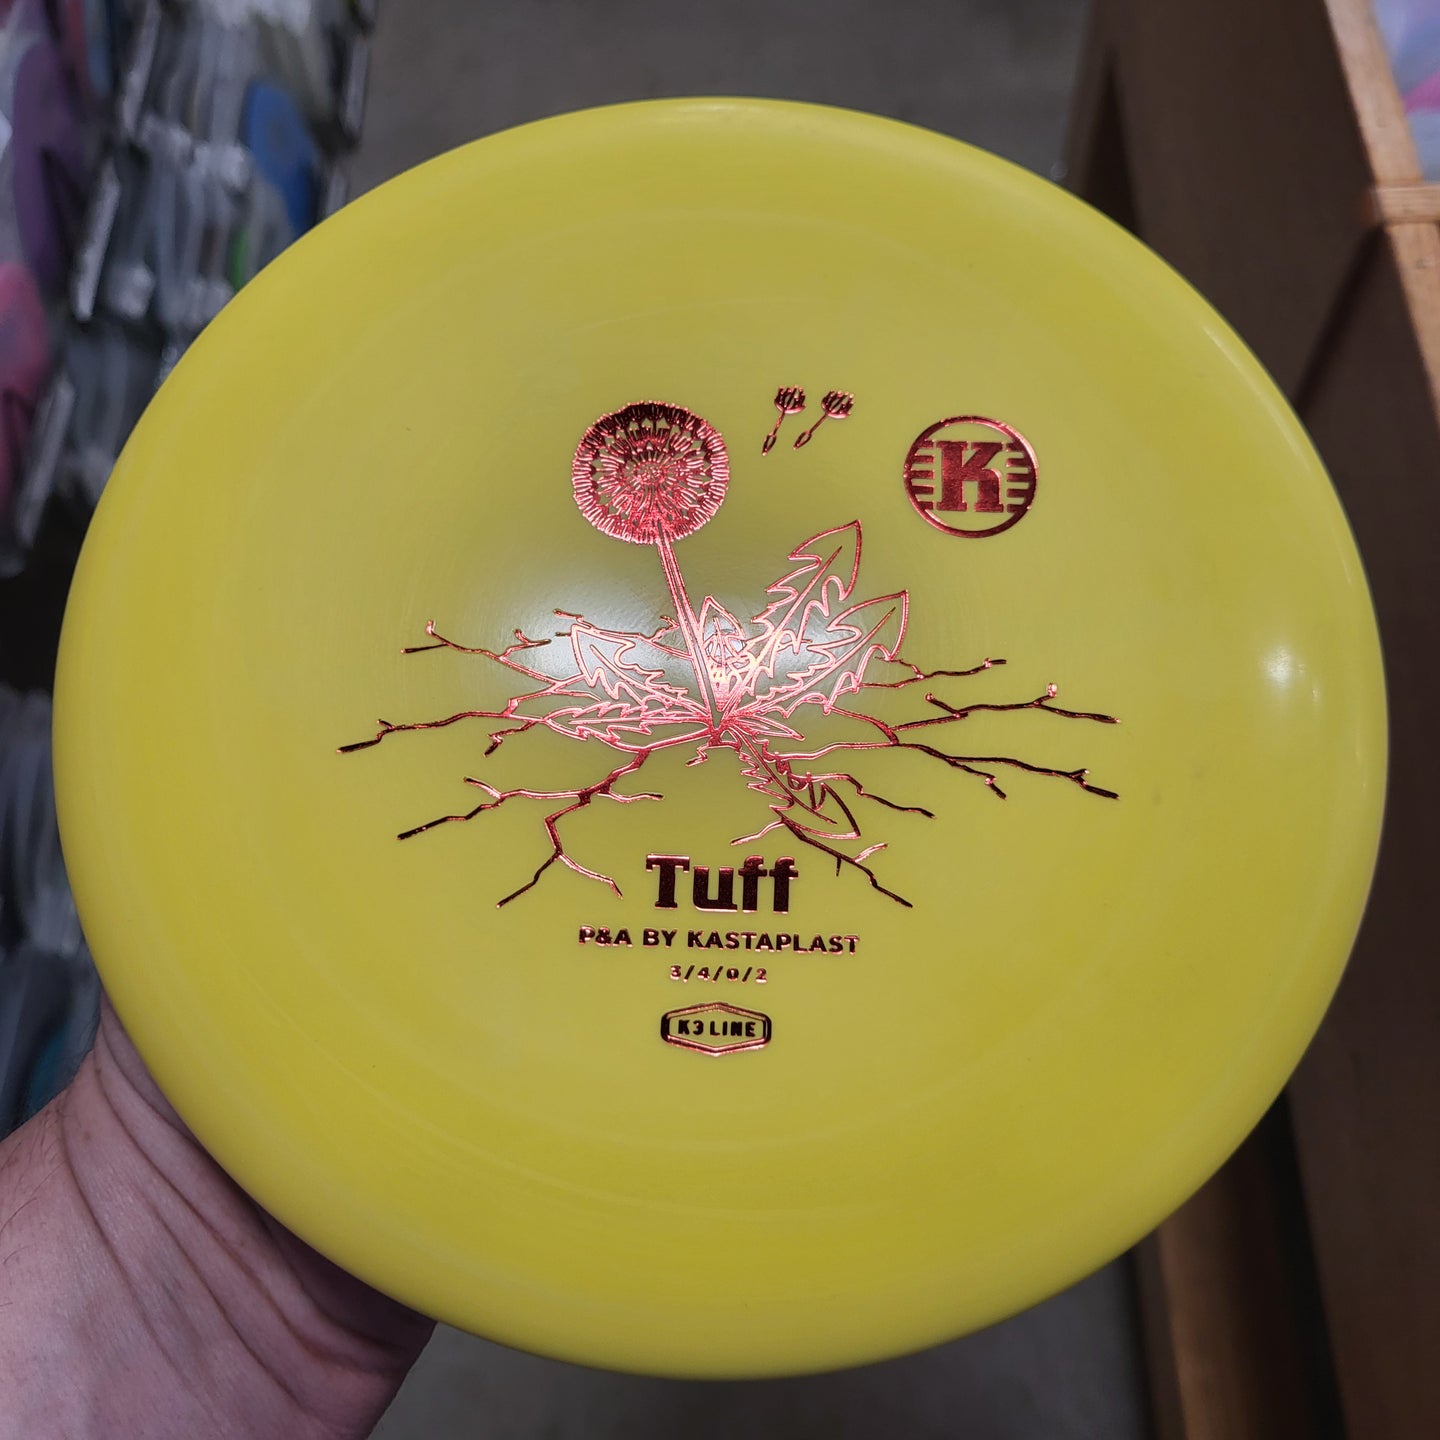 K
Tuff
P&A BY KASTAPLAST
3/4/0/2
K3 LINE